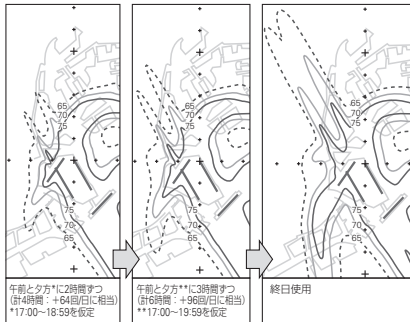 65
70
75
75
70
65
午前と夕方*に2時間ずつ
(計4時間：+64回/日に相当)
*17:00~18:59を仮定
65
70
75
75
70
65
午前と夕方**に3時間ずつ
(計6時間：+96回/日に相当)
**17:00~19:59を仮定
65
70
75
75
70
65
終日使用